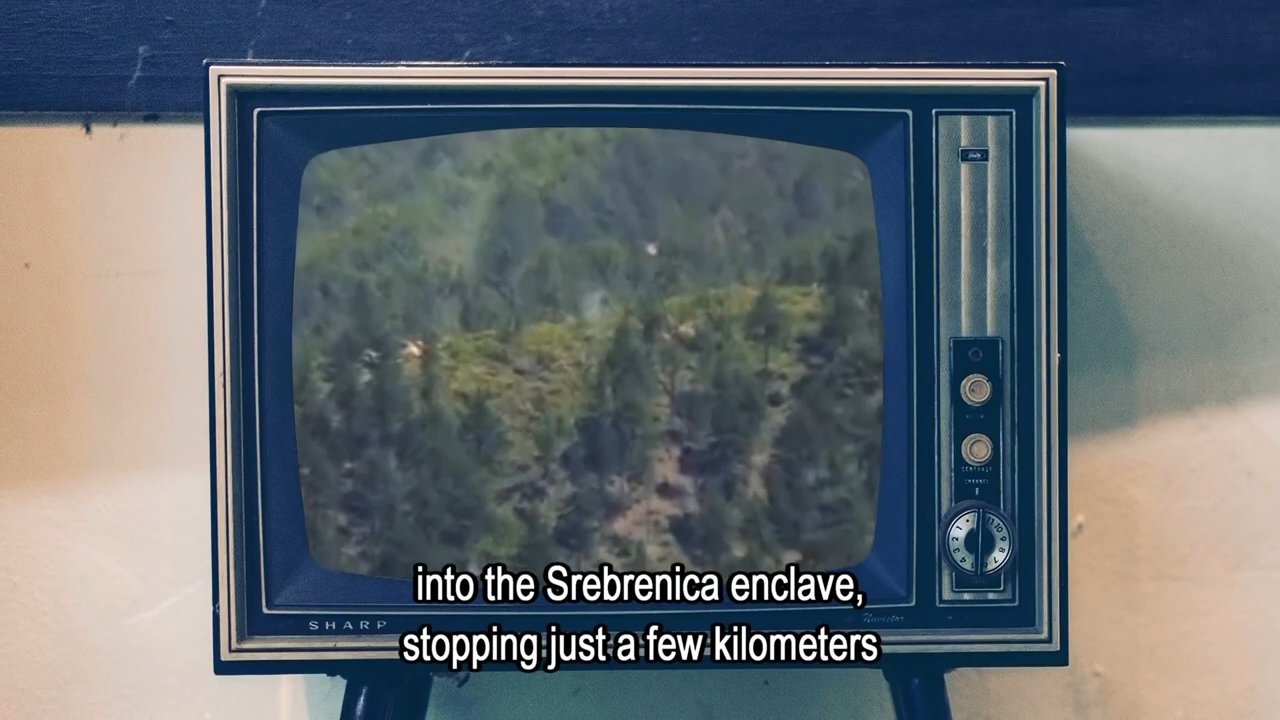 SHARP
into the Srebrenica enclave,
stopping just a few kilometers